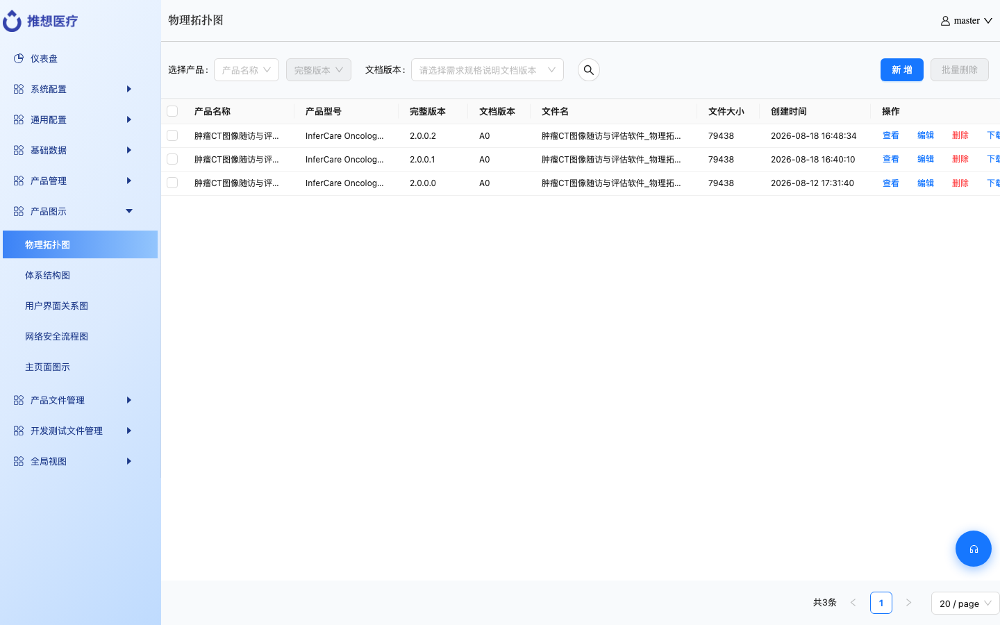 推想医疗
物理拓扑图
master
仪表盘
系统配置
通用配置
基础数据
产品管理
产品图示
物理拓扑图
体系结构图
用户界面关系图
网络安全流程图
主页面图示
产品文件管理
开发测试文件管理
全局视图
选择产品： 产品名称 完整版本 文档版本： 请选择需求规格说明文档版本 新 增 批量删除
产品名称 产品型号 完整版本 文档版本 文件名 文件大小 创建时间 操作
肿瘤CT图像随访与评... InferCare Oncolog... 2.0.0.2 A0 肿瘤CT图像随访与评估软件_物理拓... 79438 2026-08-18 16:48:34 查看 编辑 删除 下载
肿瘤CT图像随访与评... InferCare Oncolog... 2.0.0.1 A0 肿瘤CT图像随访与评估软件_物理拓... 79438 2026-08-18 16:40:10 查看 编辑 删除 下载
肿瘤CT图像随访与评... InferCare Oncolog... 2.0.0.0 A0 肿瘤CT图像随访与评估软件_物理拓... 79438 2026-08-12 17:31:40 查看 编辑 删除 下载
共3条 1 20 / page